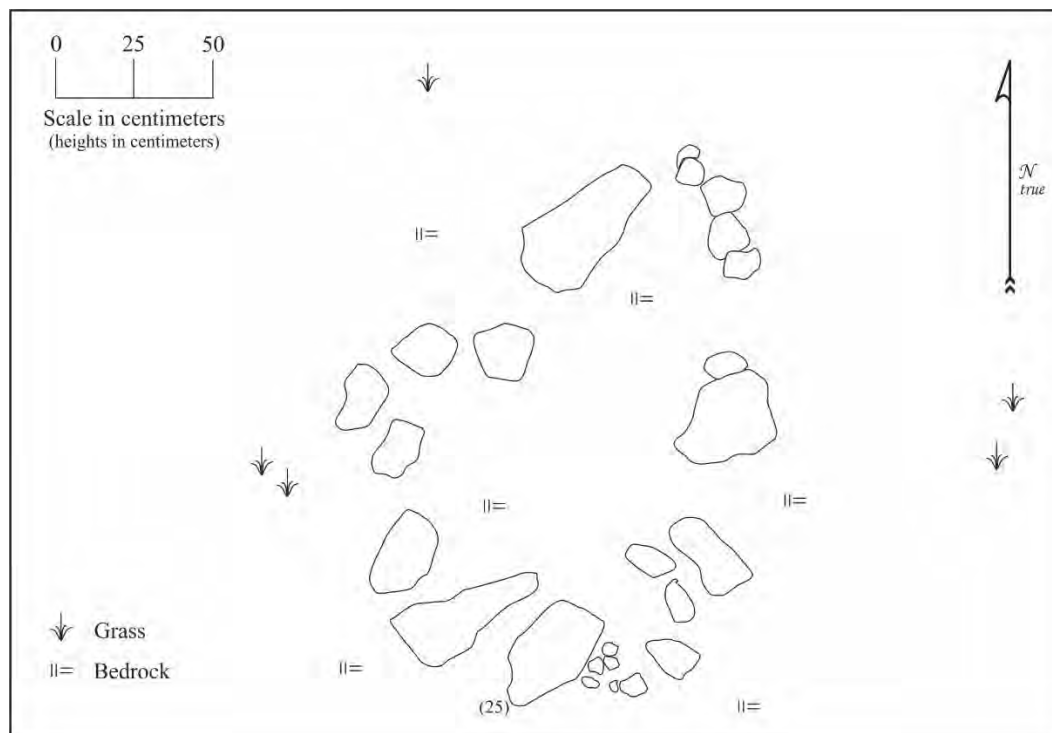 0 25 50
Scale in centimeters
(heights in centimeters)
N
true
Grass
Bedrock
(25)